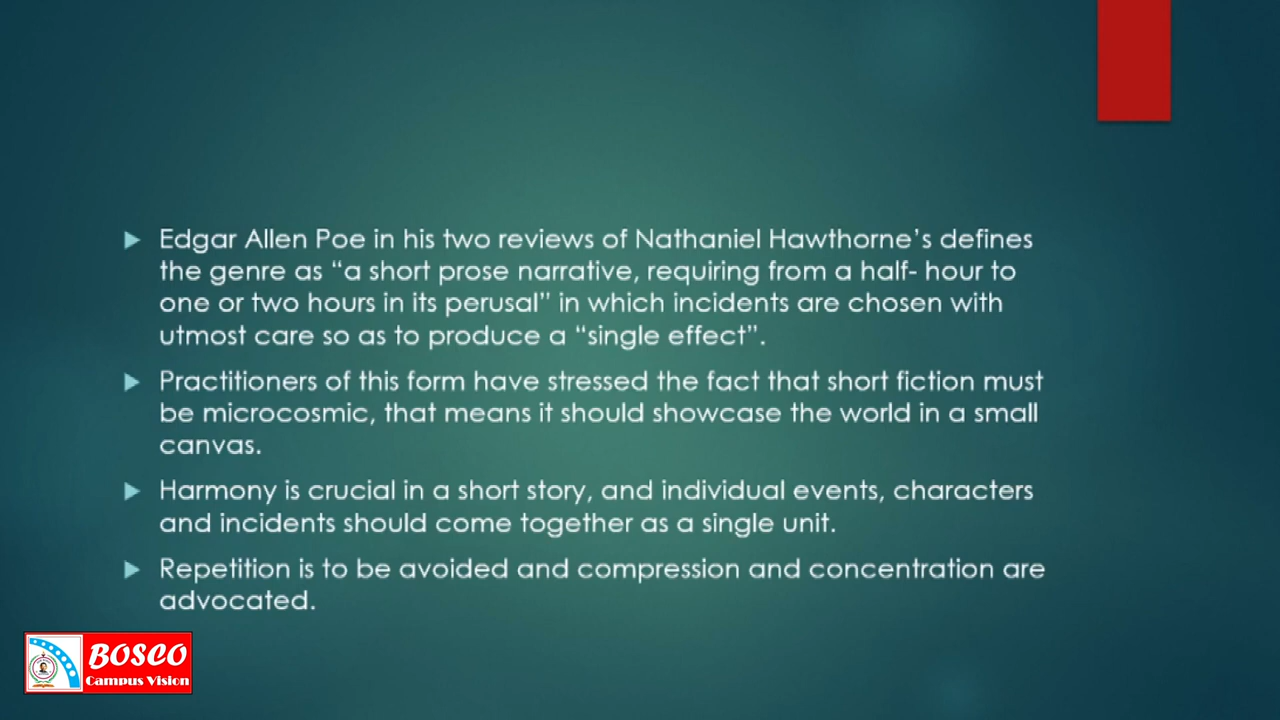 Edgar Allen Poe in his two reviews of Nathaniel Hawthorne's defines
the genre as “a short prose narrative, requiring from a half- hour to
one or two hours in its perusal” in which incidents are chosen with
utmost care so as to produce a “single effect”.
Practitioners of this form have stressed the fact that short fiction must
be microcosmic, that means it should showcase the world in a small
canvas.
Harmony is crucial in a short story, and individual events, characters
and incidents should come together as a single unit.
Repetition is to be avoided and compression and concentration are
advocated.
BOSCO
Campus Vision